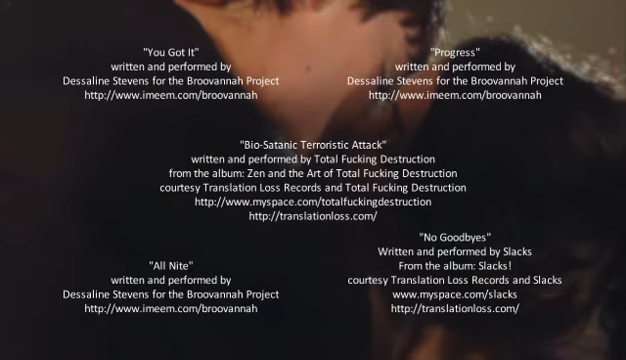 "You Got It"
written and performed by
Dessaline Stevens for the Broovannah Project
http://www.imeem.com/broovannah
"Progress"
written and performed by
Dessaline Stevens for the Broovannah Project
http://www.imeem.com/broovannah
"Bio-Satanic Terroristic Attack"
written and performed by Total Fucking Destruction
from the album: Zen and the Art of Total Fucking Destruction
courtesy Translation Loss Records and Total Fucking Destruction
http://www.myspace.com/totalfuckingdestruction
http://translationloss.com/
"All Nite"
written and performed by
Dessaline Stevens for the Broovannah Project
http://www.imeem.com/broovannah
"No Goodbyes"
Written and performed by Slacks
From the album: Slacks!
courtesy Translation Loss Records and Slacks
www.myspace.com/slacks
http://translationloss.com/